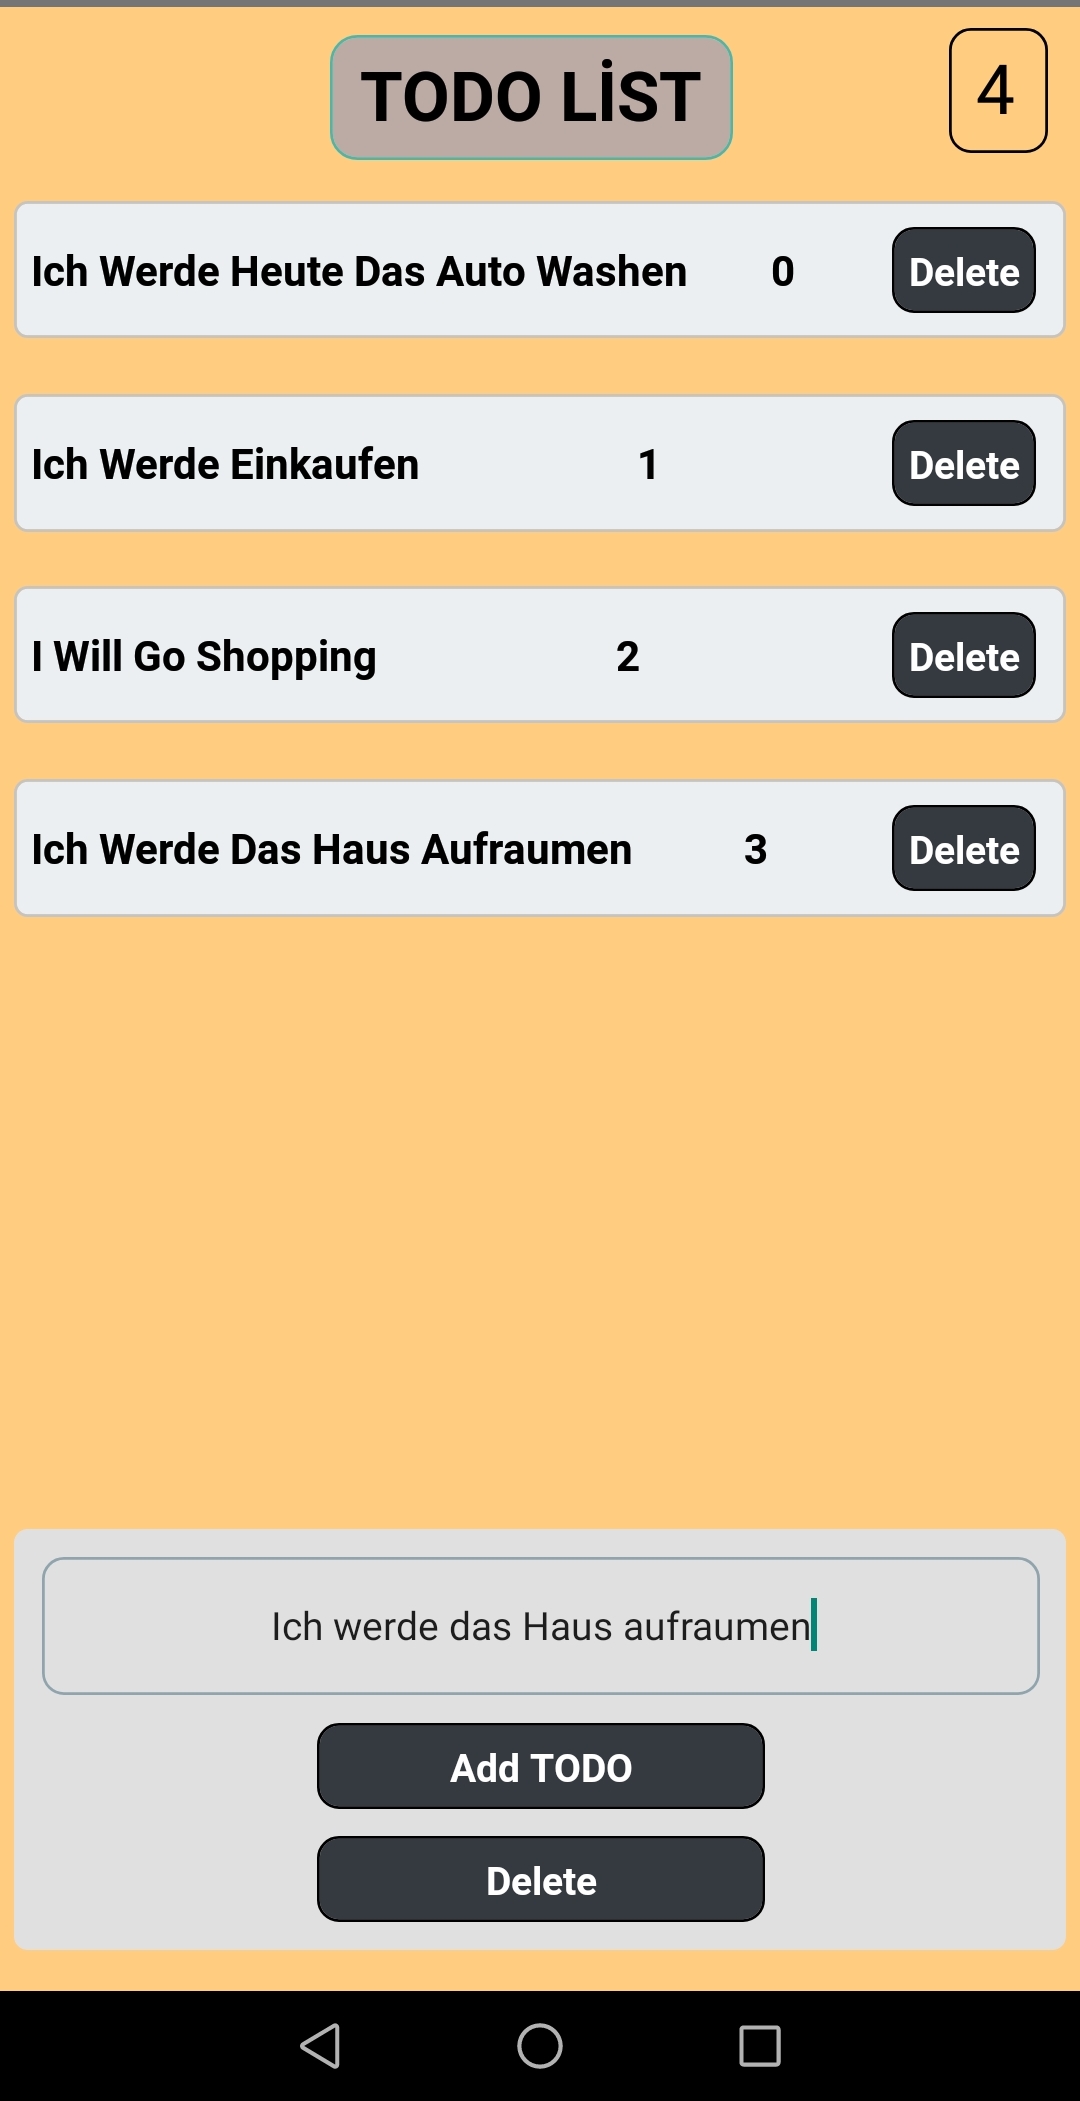 TODO LİST
4
Ich Werde Heute Das Auto Washen 0 Delete
Ich Werde Einkaufen 1 Delete
I Will Go Shopping 2 Delete
Ich Werde Das Haus Aufraumen 3 Delete
Ich werde das Haus aufraumen
Add TODO
Delete